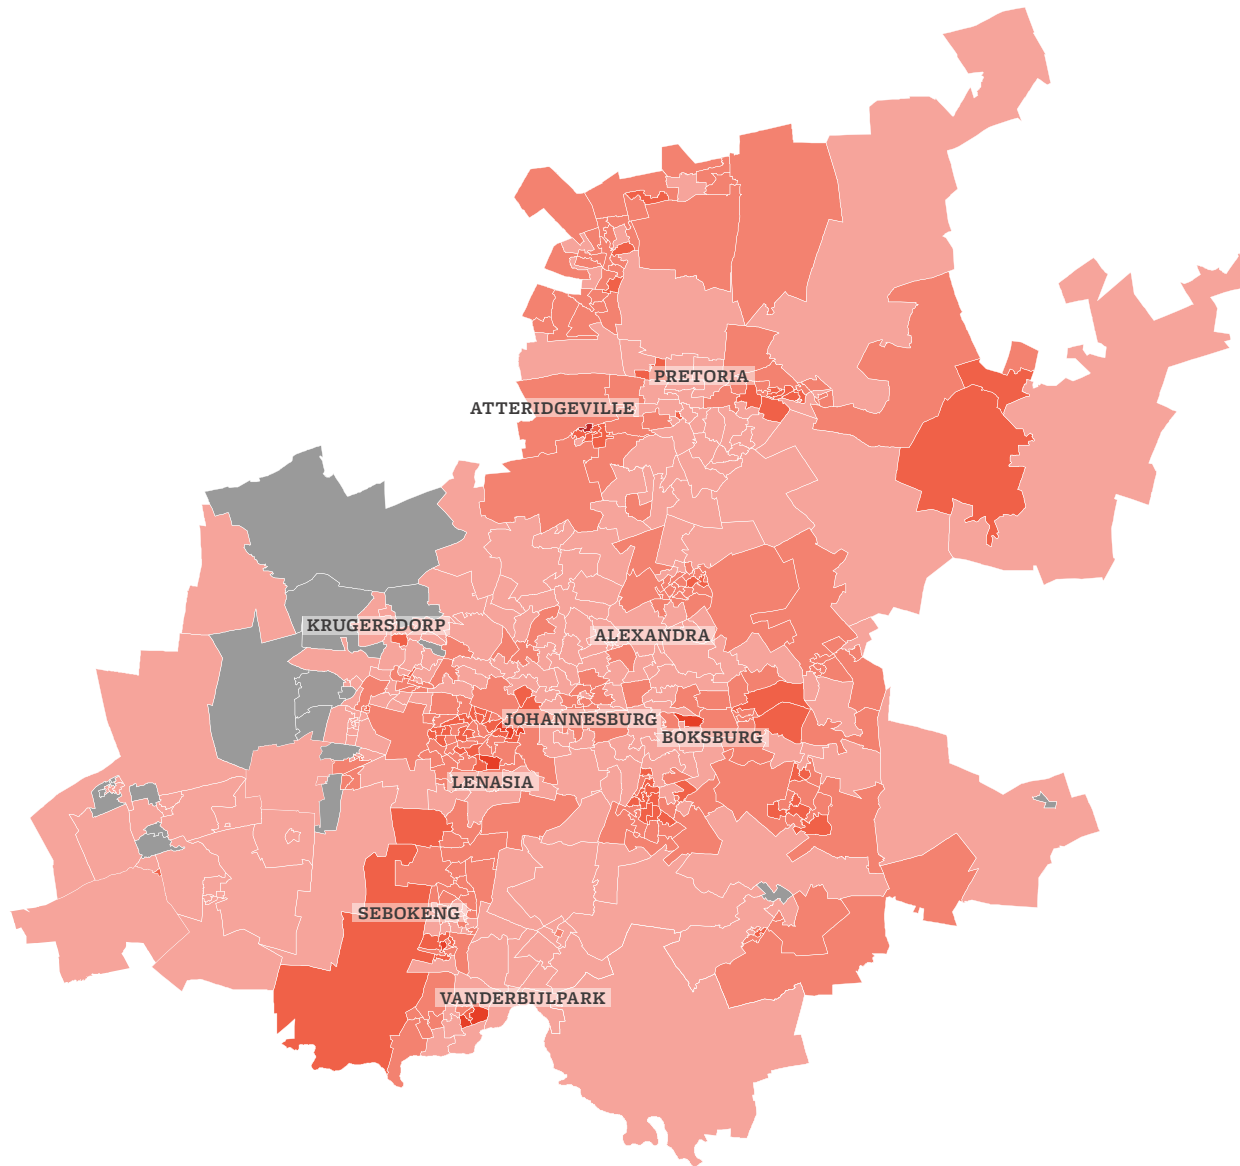 PRETORIA
ATTERIDGEVILLE
KRUGERSDORP
ALEXANDRA
JOHANNESBURG
BOKSBURG
LENASIA
SEBOKENG
VANDERBIJLPARK